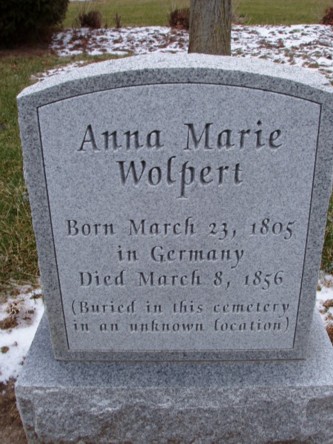 Anna Marie
Wolpert
Born March 23, 1805
in Germany
Died March 8, 1856
(Buried in this cemetery
in an unknown location)